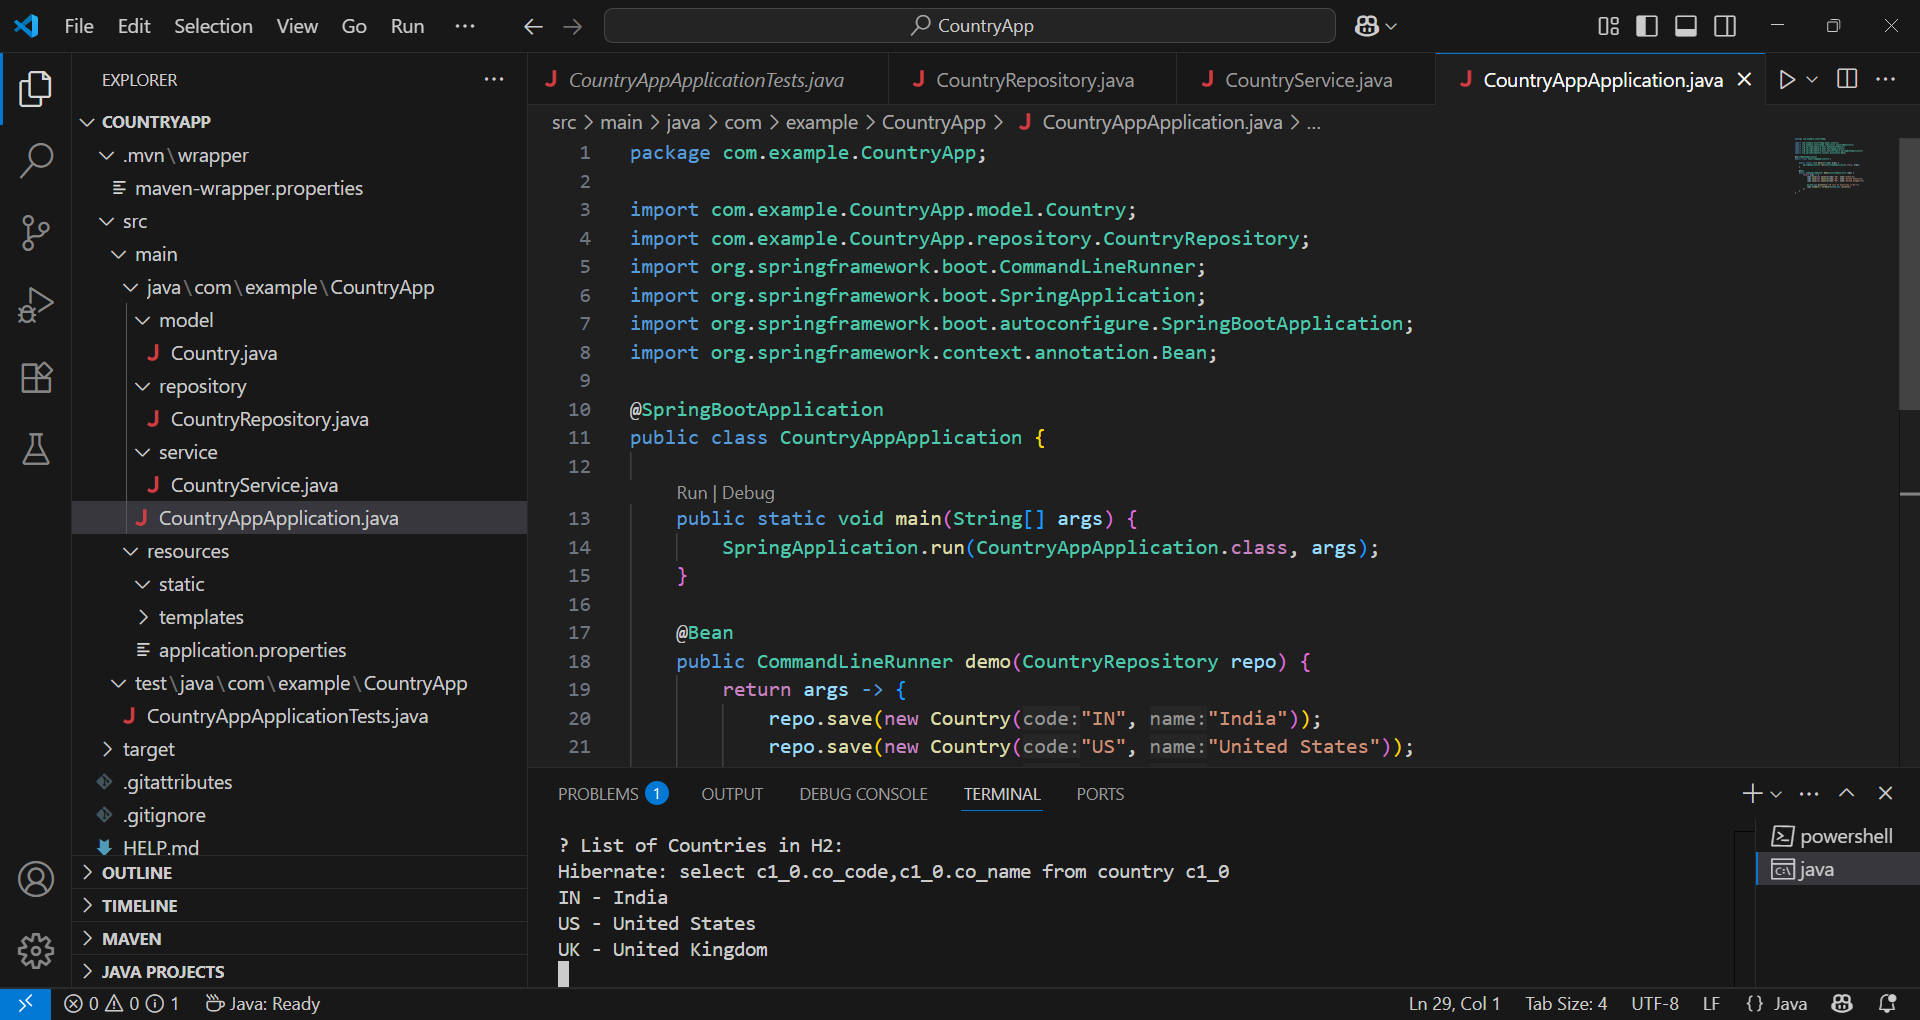 File Edit Selection View Go Run ··· CountryApp
EXPLORER ···
COUNTRYAPP
.mvn\wrapper
maven-wrapper.properties
src
main
java\com\example\CountryApp
model
J Country.java
repository
J CountryRepository.java
service
J CountryService.java
J CountryAppApplication.java
resources
static
templates
application.properties
test\java\com\example\CountryApp
J CountryAppApplicationTests.java
target
.gitattributes
.gitignore
HELP.md
OUTLINE
TIMELINE
MAVEN
JAVA PROJECTS
J CountryAppApplicationTests.java J CountryRepository.java J CountryService.java J CountryAppApplication.java
src > main > java > com > example > CountryApp > J CountryAppApplication.java > ...
1 package com.example.CountryApp;
2
3 import com.example.CountryApp.model.Country;
4 import com.example.CountryApp.repository.CountryRepository;
5 import org.springframework.boot.CommandLineRunner;
6 import org.springframework.boot.SpringApplication;
7 import org.springframework.boot.autoconfigure.SpringBootApplication;
8 import org.springframework.context.annotation.Bean;
9
10 @SpringBootApplication
11 public class CountryAppApplication {
12
Run | Debug
13 public static void main(String[] args) {
14 SpringApplication.run(CountryAppApplication.class, args);
15 }
16
17 @Bean
18 public CommandLineRunner demo(CountryRepository repo) {
19 return args -> {
20 repo.save(new Country(code:"IN", name:"India"));
21 repo.save(new Country(code:"US", name:"United States"));
PROBLEMS 1 OUTPUT DEBUG CONSOLE TERMINAL PORTS
? List of Countries in H2:
Hibernate: select c1_0.co_code,c1_0.co_name from country c1_0
IN - India
US - United States
UK - United Kingdom
powershell
java
0 0 1 Java: Ready Ln 29, Col 1 Tab Size: 4 UTF-8 LF {} Java